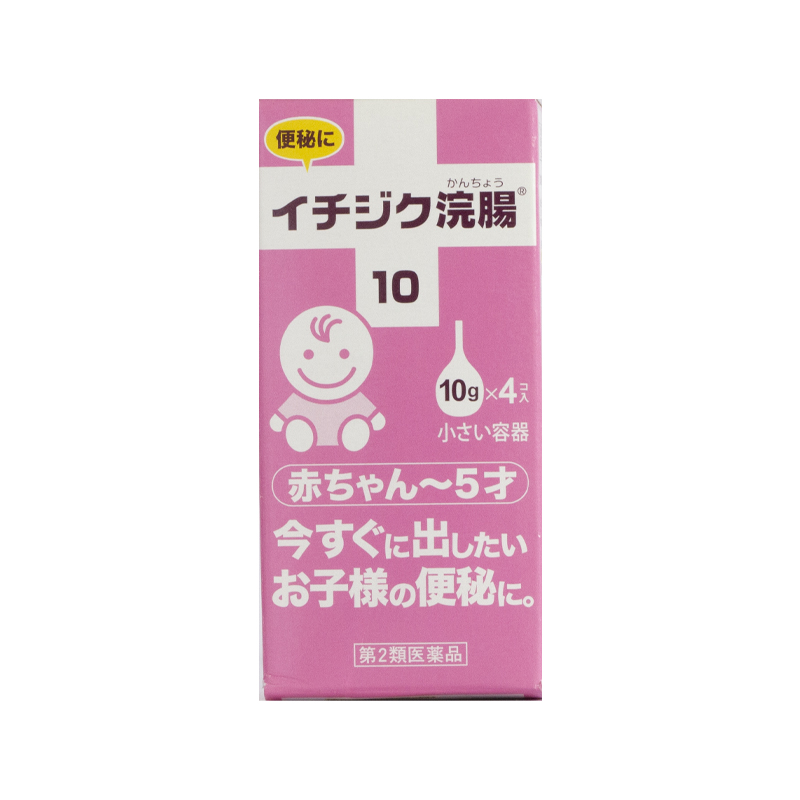 便秘に
かんちょう
イチジク浣腸®
10
10g×4コ入
小さい容器
赤ちゃん〜5才
今すぐに出したい
お子様の便秘に。
第2類医薬品